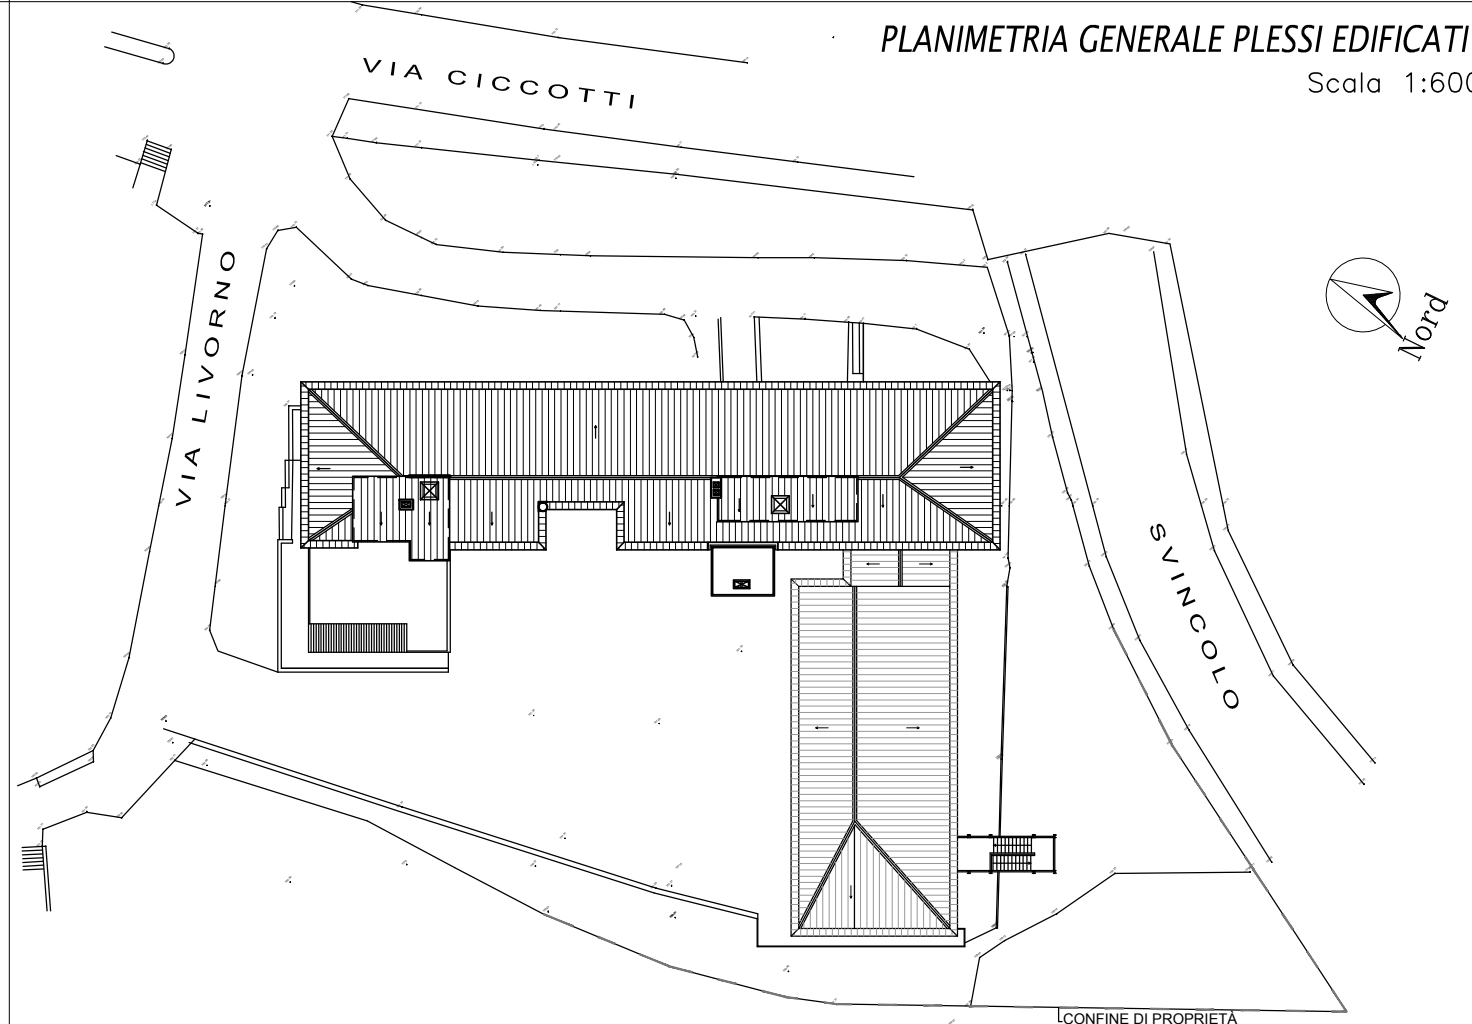 PLANIMETRIA GENERALE PLESSI EDIFICATI
Scala 1:600
VIA CICCOTTI
VIA LIVORNO
Nord
SVINCOLO
CONFINE DI PROPRIETÀ